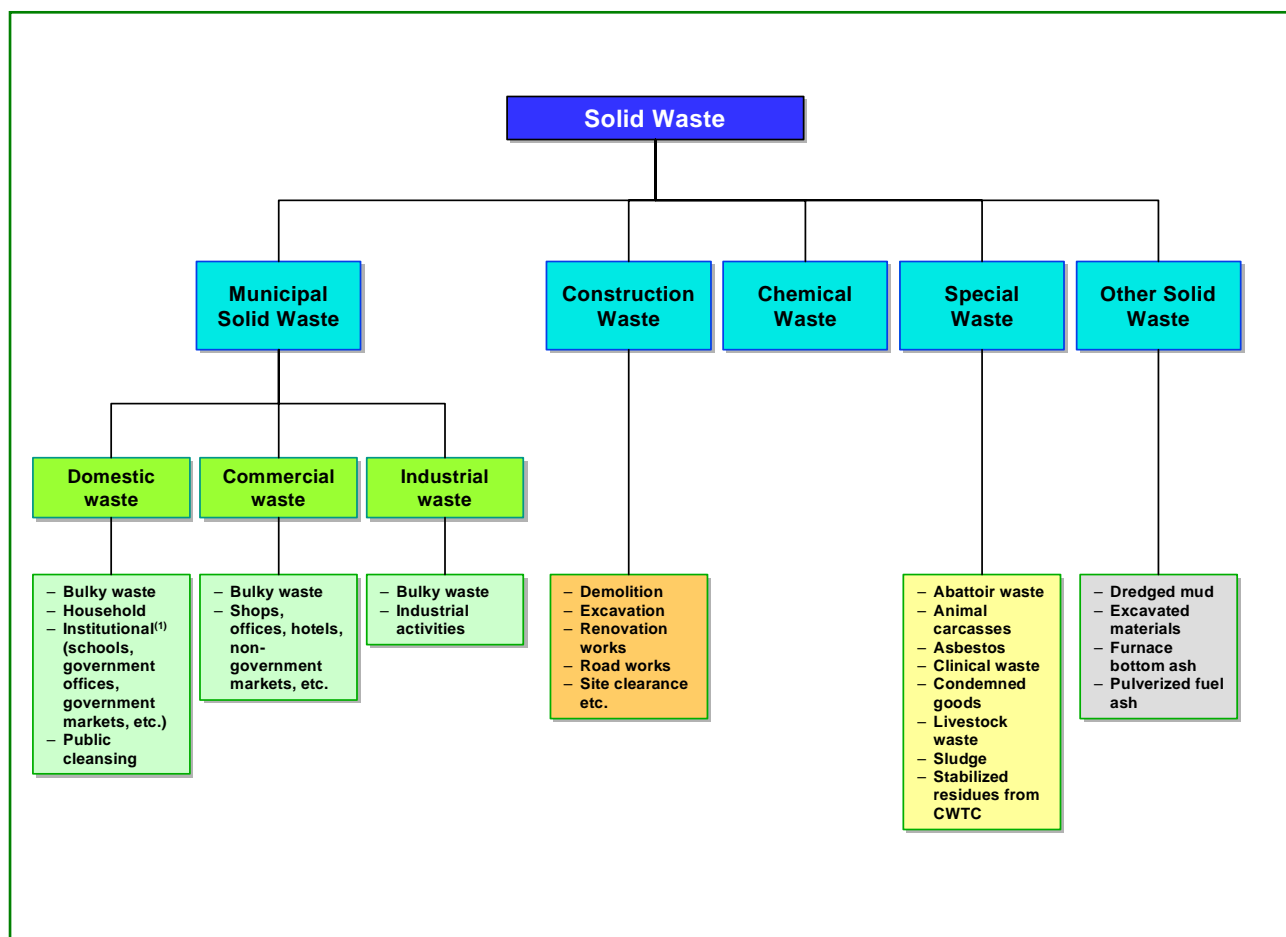 Solid Waste
Municipal
Solid Waste
Construction
Waste
Chemical
Waste
Special
Waste
Other Solid
Waste
Domestic
waste
Commercial
waste
Industrial
waste
– Bulky waste
– Household
– Institutional(1)
(schools,
government
offices,
government
markets, etc.)
– Public
cleansing
– Bulky waste
– Shops,
offices, hotels,
non-
government
markets, etc.
– Bulky waste
– Industrial
activities
– Demolition
– Excavation
– Renovation
works
– Road works
– Site clearance
etc.
– Abattoir waste
– Animal
carcasses
– Asbestos
– Clinical waste
– Condemned
goods
– Livestock
waste
– Sludge
– Stabilized
residues from
CWTC
– Dredged mud
– Excavated
materials
– Furnace
bottom ash
– Pulverized fuel
ash